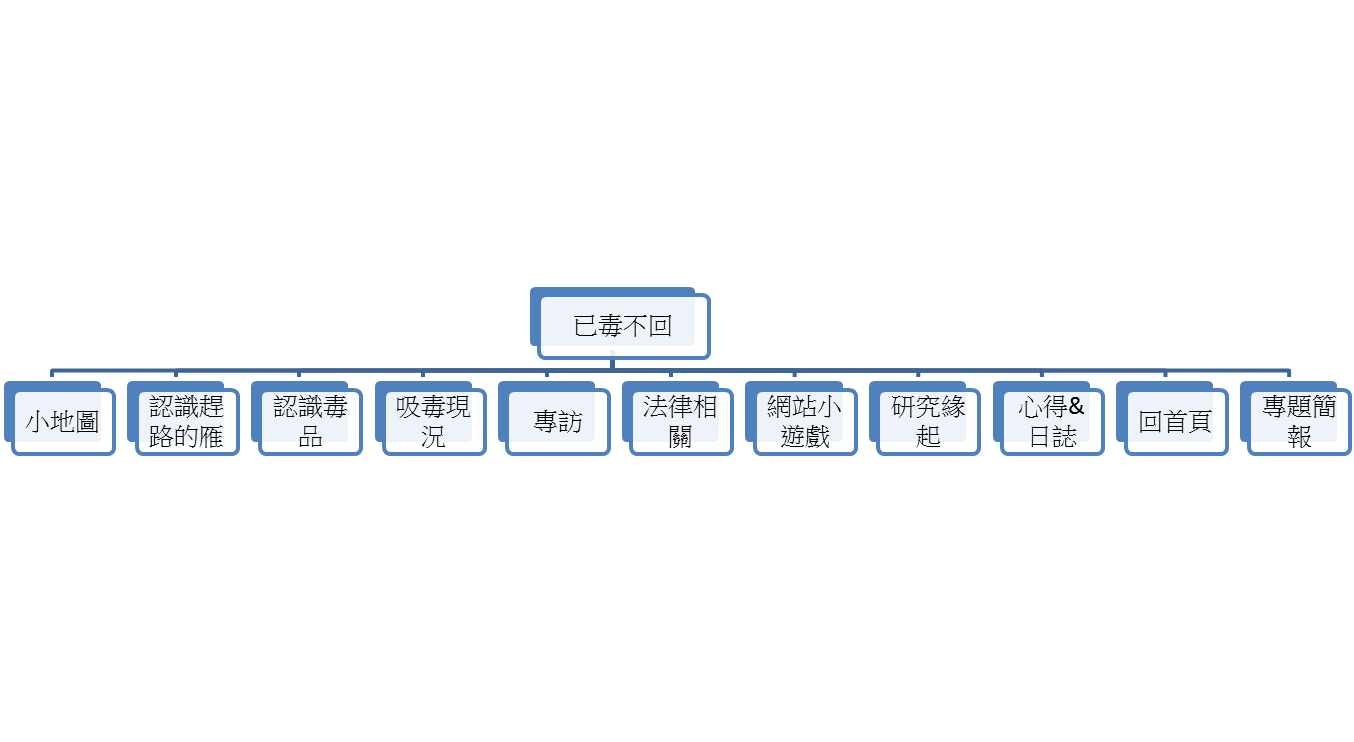 已毒不回
小地圖
認識趕
路的雁
認識毒
品
吸毒現
況
專訪
法律相
關
網站小
遊戲
研究緣
起
心得&
日誌
回首頁
專題簡
報